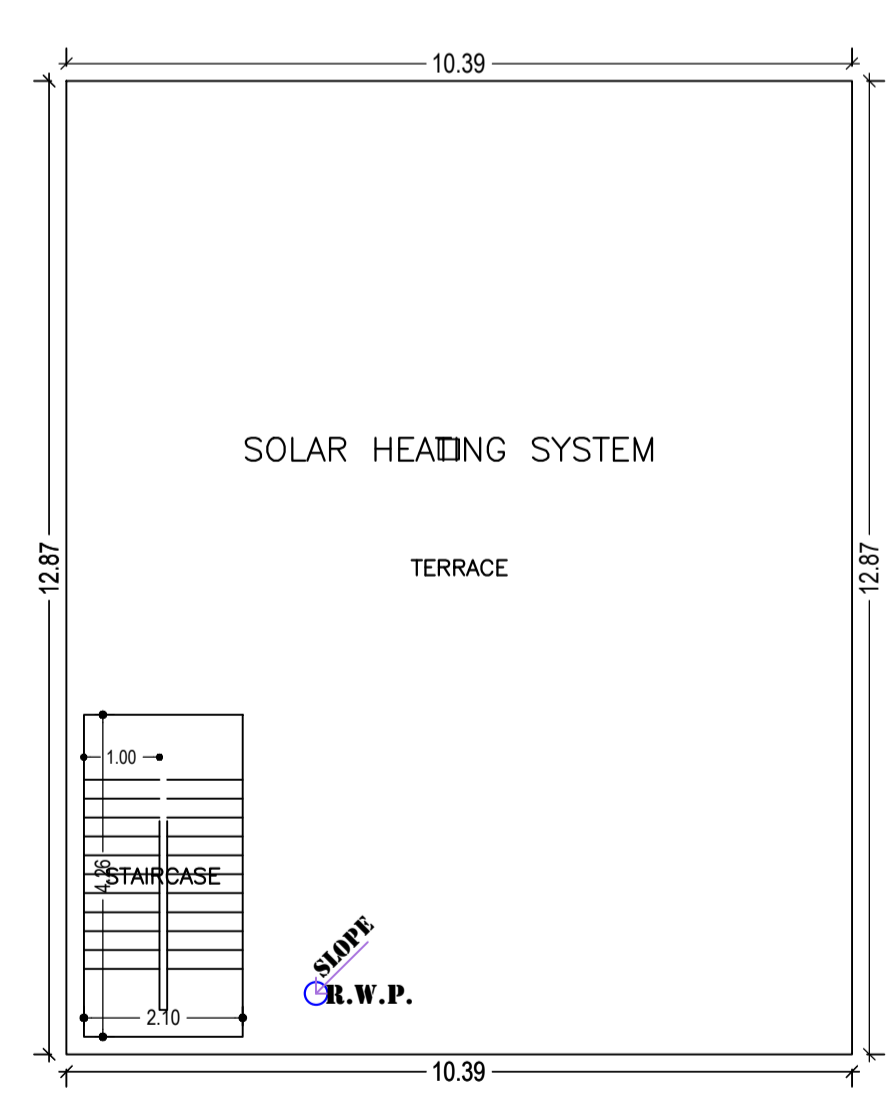 10.39
SOLAR HEATING SYSTEM
12.87
12.87
TERRACE
1.00
4.26
STAIRCASE
SLOPE
R.W.P.
2.10
10.39